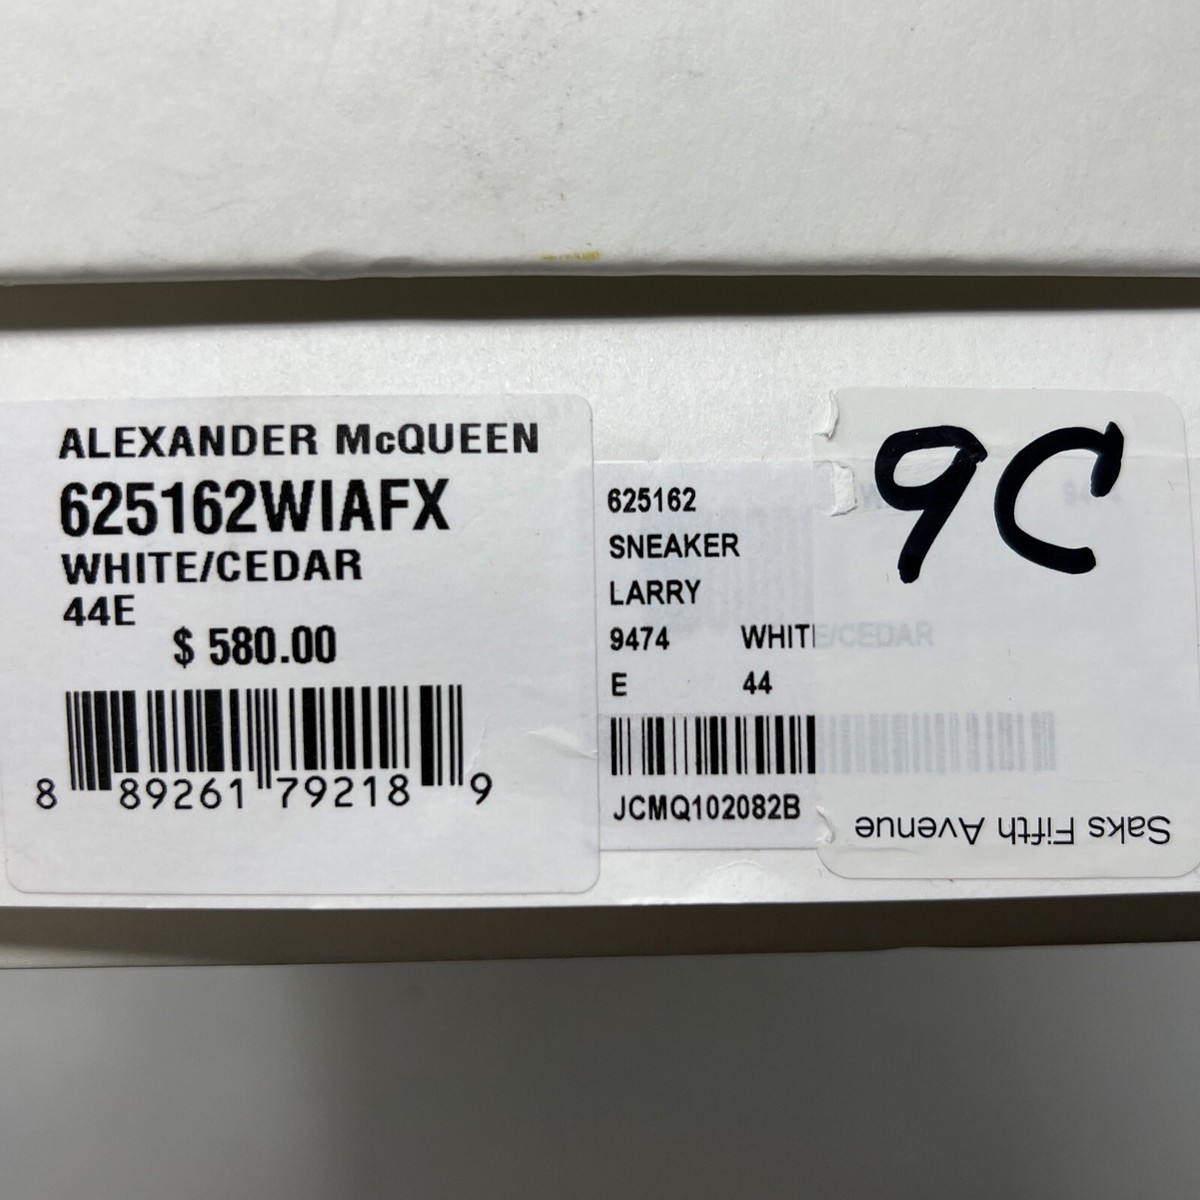 ALEXANDER McQUEEN
625162WIAFX
WHITE/CEDAR
44E
$ 580.00
8 89261 79218 9
625162
SNEAKER
LARRY
9474 WHITE/CEDAR
E 44
JCMQ102082B
9C
Saks Fifth Avenue